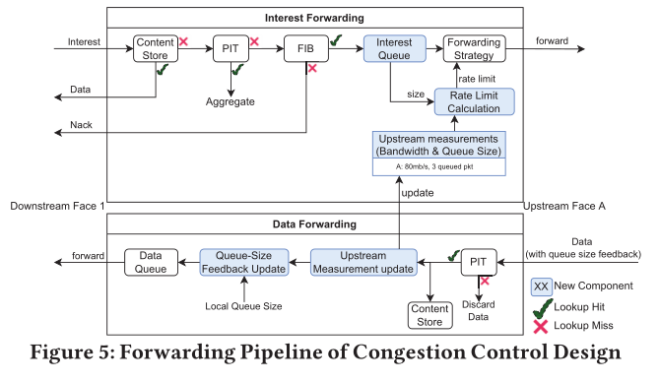 Interest Forwarding
Interest
Content
Store
PIT
FIB
Interest
Queue
Forwarding
Strategy
forward
rate limit
size
Rate Limit
Calculation
Data
Aggregate
Nack
Upstream measurements
(Bandwidth & Queue Size)
A: 80mb/s, 3 queued pkt
update
Downstream Face 1
Upstream Face A
Data Forwarding
forward
Data
Queue
Queue-Size
Feedback Update
Upstream
Measurement update
PIT
Data
(with queue size feedback)
Local Queue Size
Content
Store
Discard
Data
XX New Component
Lookup Hit
Lookup Miss
Figure 5: Forwarding Pipeline of Congestion Control Design